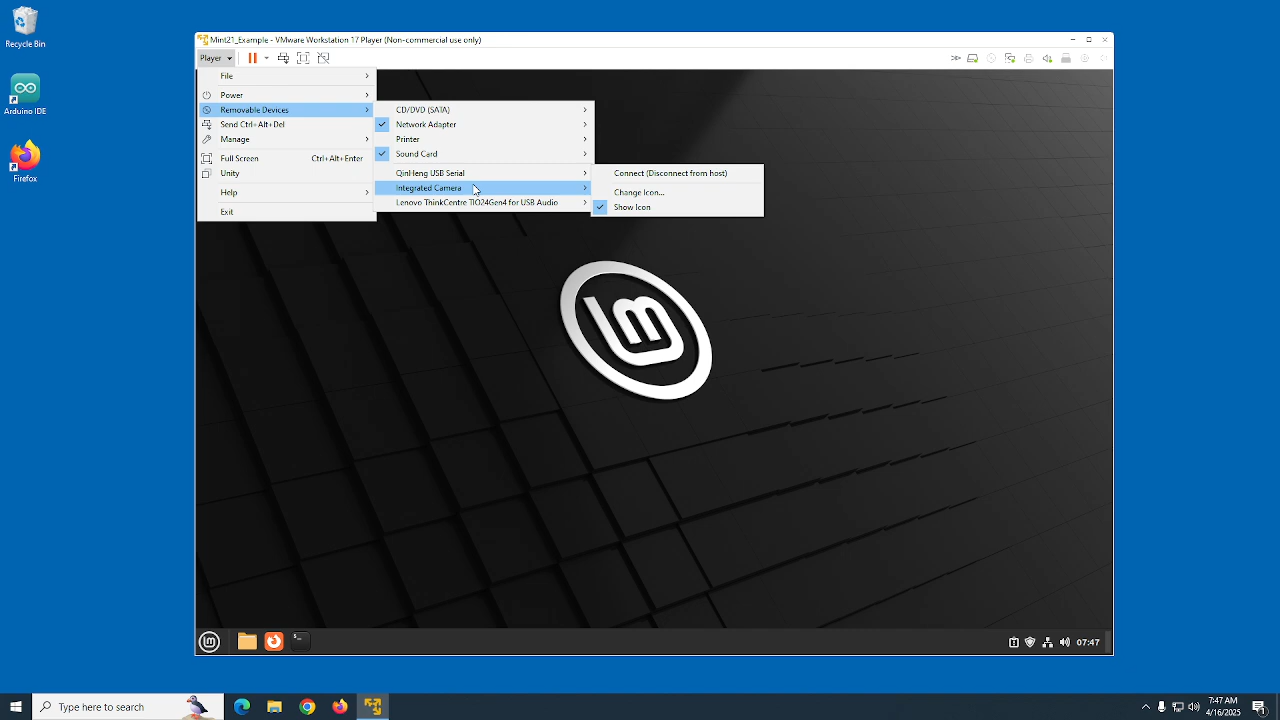 Recycle Bin
Arduino IDE
Firefox
Mint21_Example - VMware Workstation 17 Player (Non-commercial use only)
Player
File
Power
Removable Devices
Send Ctrl+Alt+Del
Manage
Full Screen Ctrl+Alt+Enter
Unity
Help
Exit
CD/DVD (SATA)
Network Adapter
Printer
Sound Card
QinHeng USB Serial
Integrated Camera
Lenovo ThinkCentre TIO24Gen4 for USB Audio
Connect (Disconnect from host)
Change Icon...
Show Icon
07:47
Type here to search
7:47 AM
4/16/2025